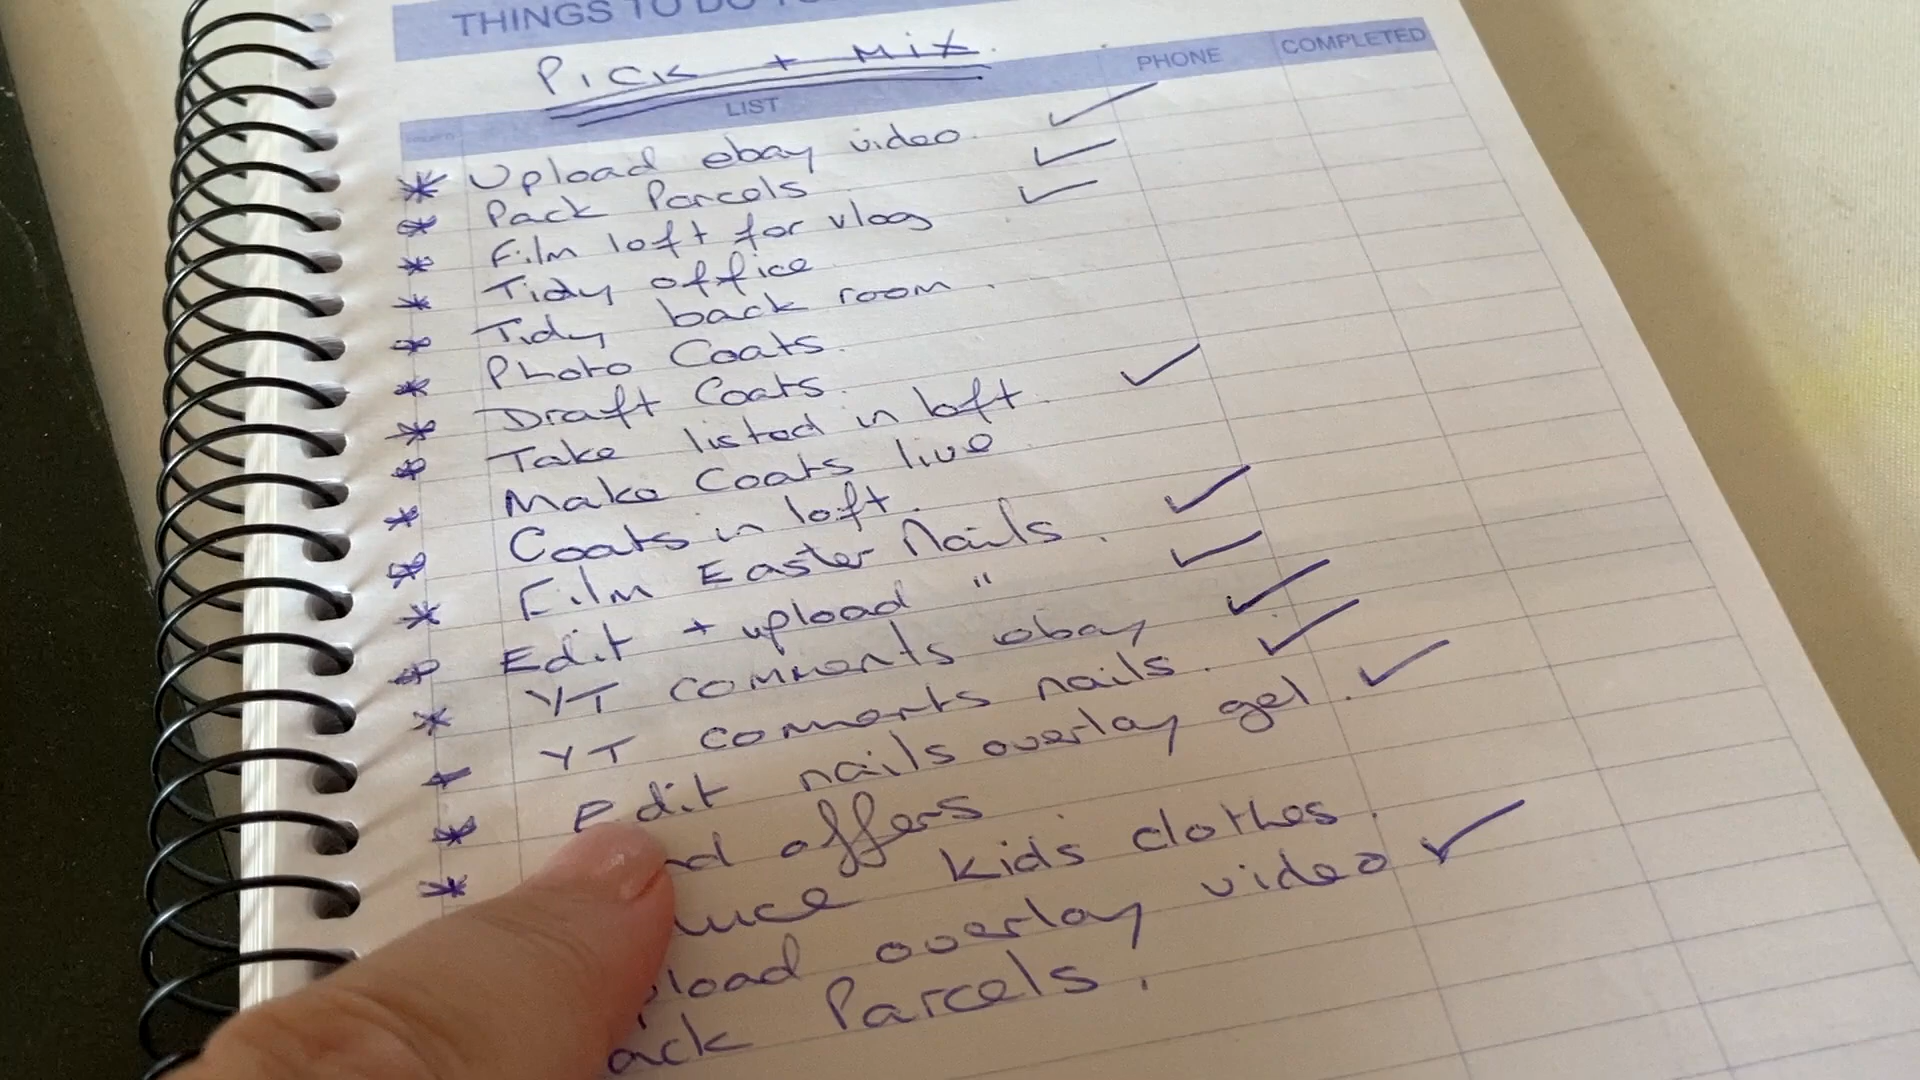 THINGS TO DO
Pick + Mix.
LIST PHONE COMPLETED
* Upload ebay video.
* Pack Parcels
* Film loft for vlog
* Tidy office
* Tidy back room.
* Photo Coats.
* Draft Coats.
* Take listed in loft.
* Make Coats live
* Coats in loft.
* Film Easter Nails.
* Edit + upload "
* YT comments ebay
* YT comments nails.
* Edit nails overlay gel.
offers
kids clothes.
overlay video
Parcels.